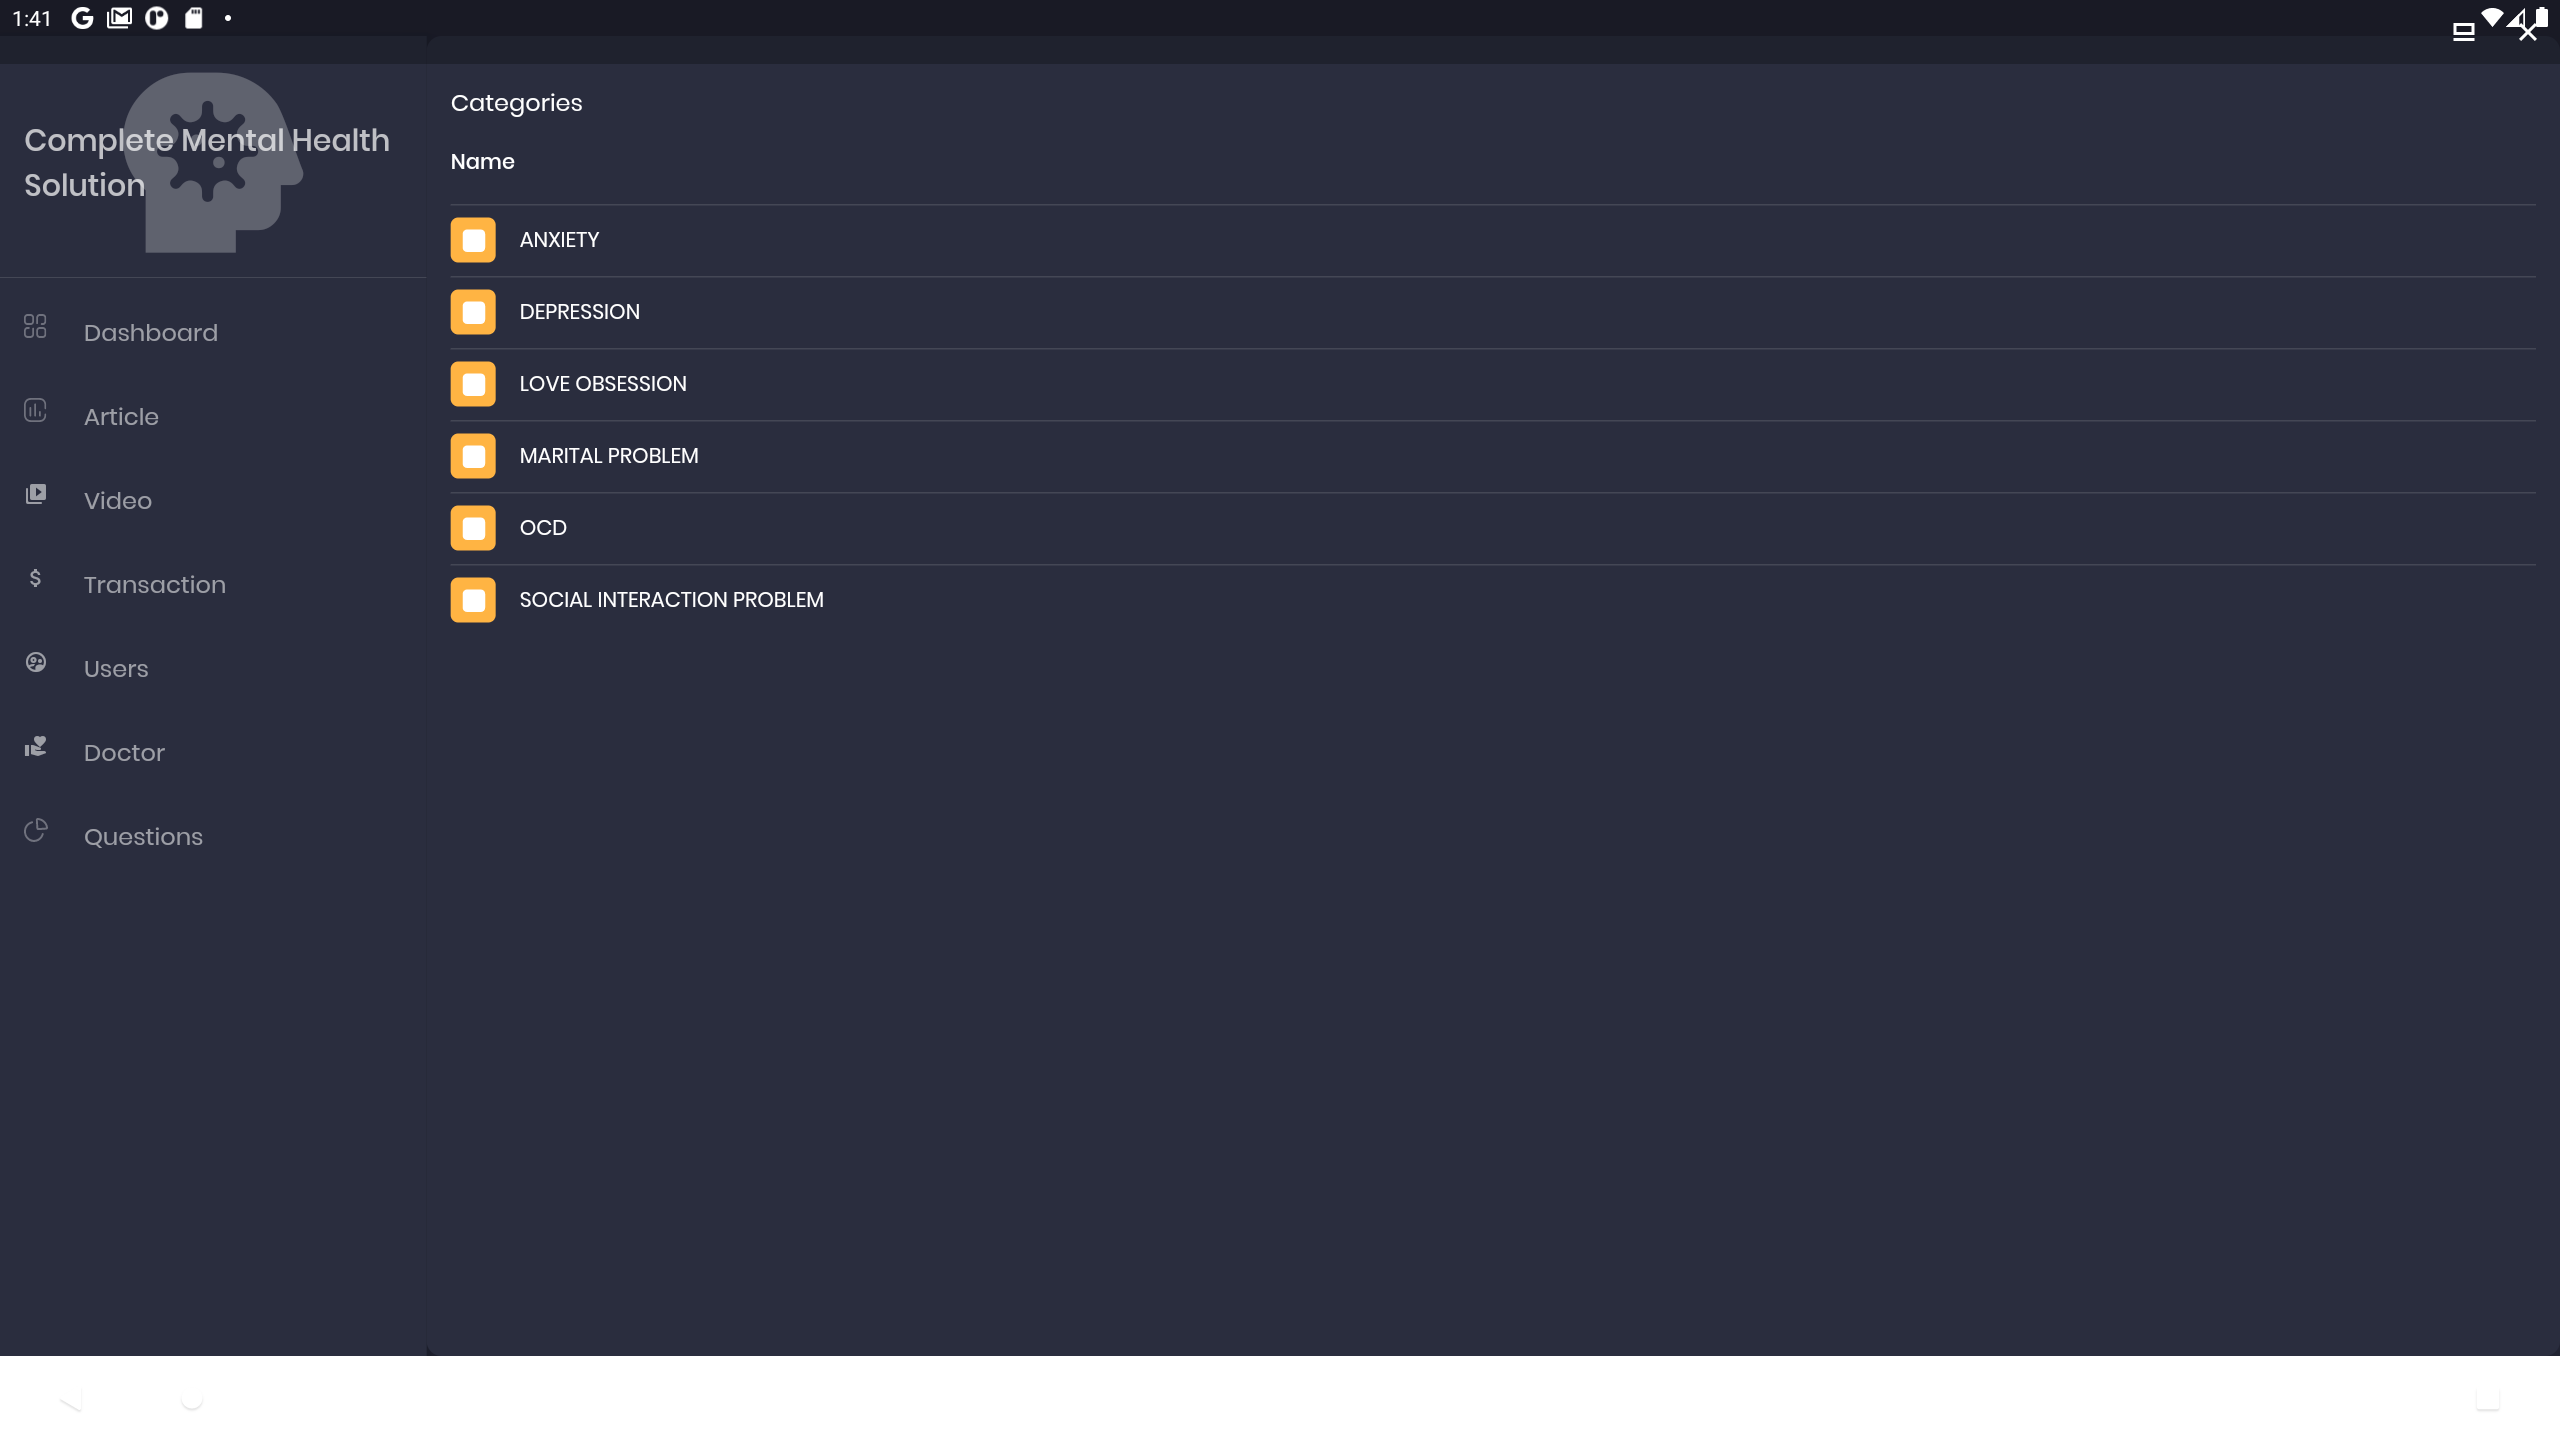 1:41
Complete Mental Health
Solution
Dashboard
Article
Video
Transaction
Users
Doctor
Questions
Categories
Name
ANXIETY
DEPRESSION
LOVE OBSESSION
MARITAL PROBLEM
OCD
SOCIAL INTERACTION PROBLEM